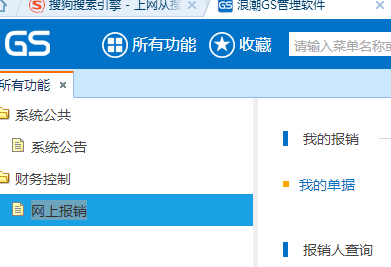 搜狗搜索引擎 - 上网从搜
浪潮GS管理软件
GS 所有功能 收藏 请输入菜单名称或
所有功能
系统公共
系统公告
财务控制
网上报销
我的报销
我的单据
报销人查询